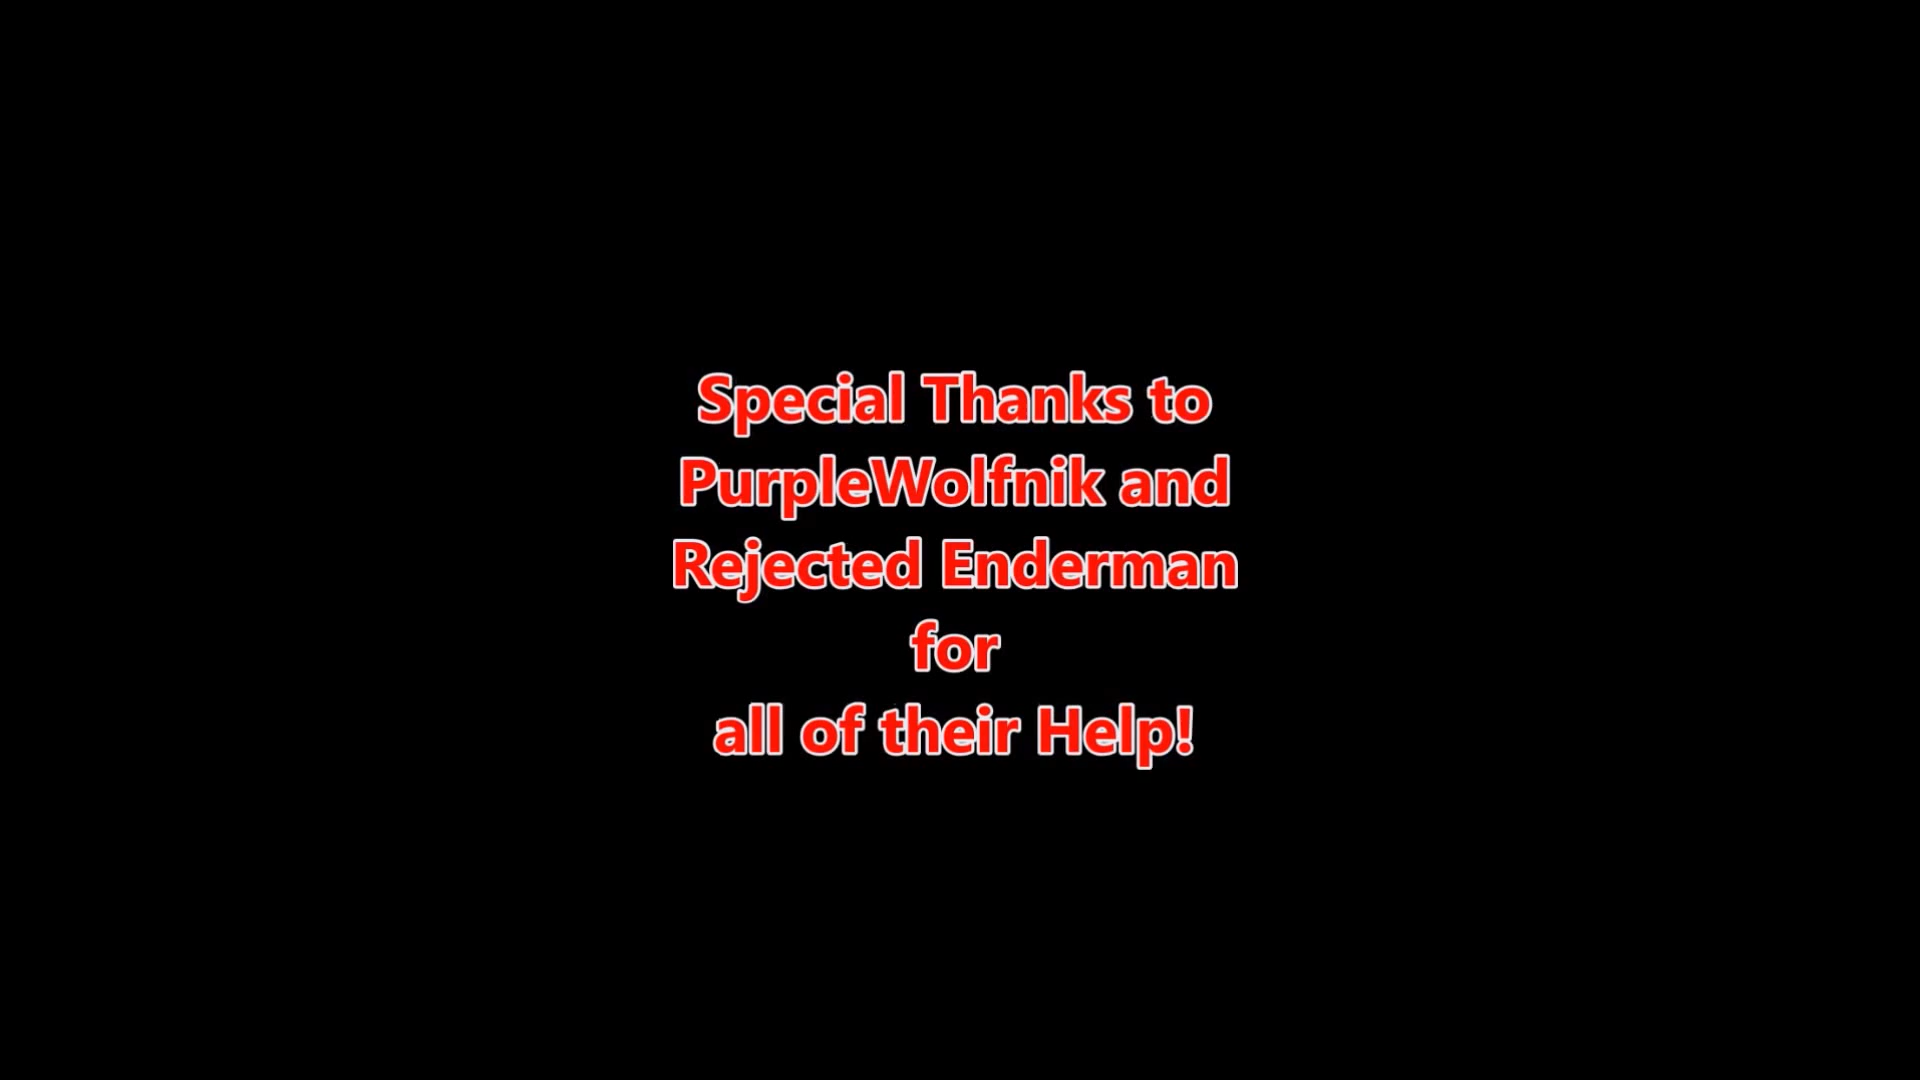 Special Thanks to
PurpleWolfnik and
Rejected Enderman
for
all of their Help!